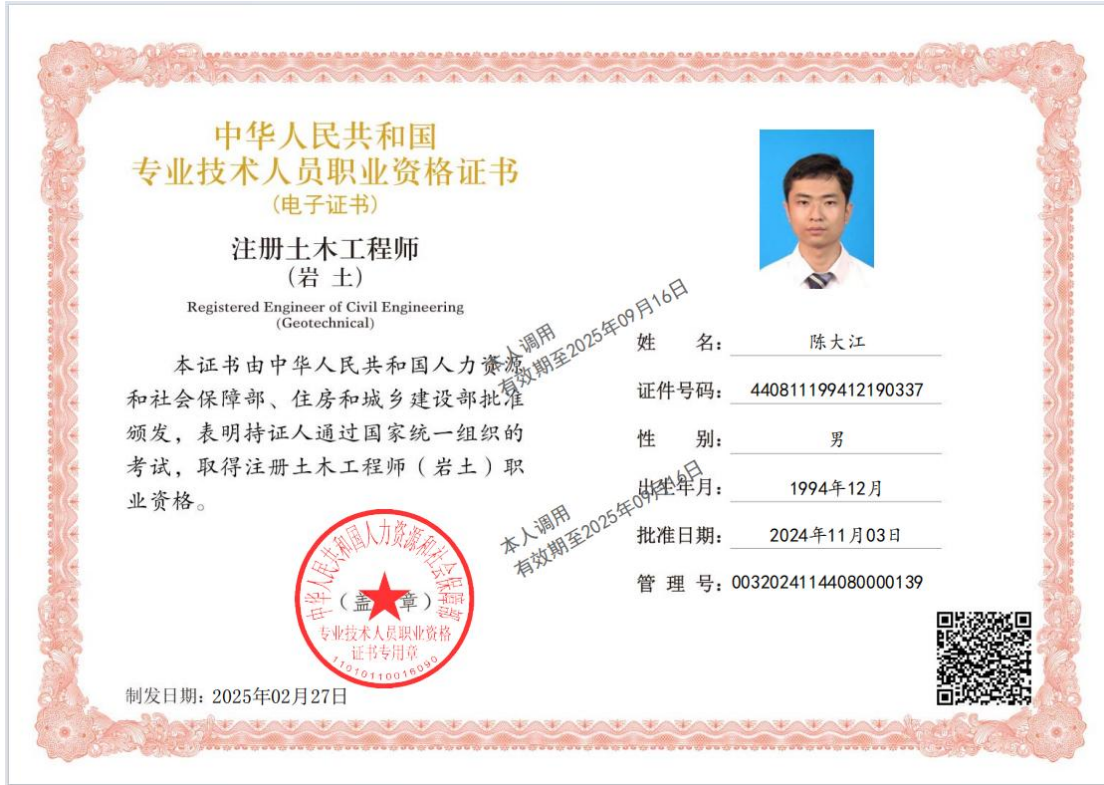 中华人民共和国
专业技术人员职业资格证书
(电子证书)
注册土木工程师
(岩 土)
Registered Engineer of Civil Engineering
(Geotechnical)
本证书由中华人民共和国人力资源
和社会保障部、住房和城乡建设部批准
颁发，表明持证人通过国家统一组织的
考试，取得注册土木工程师（岩土）职
业资格。
中华人民共和国人力资源和社会保障部
（盖 章）
专业技术人员职业资格
证书专用章
11010110016090
制发日期：2025年02月27日
本人调用
有效期至2025年09月16日
本人调用
有效期至2025年09月16日
姓 名： 陈大江
证件号码： 440811199412190337
性 别： 男
出生年月： 1994年12月
批准日期： 2024年11月03日
管 理 号：00320241144080000139